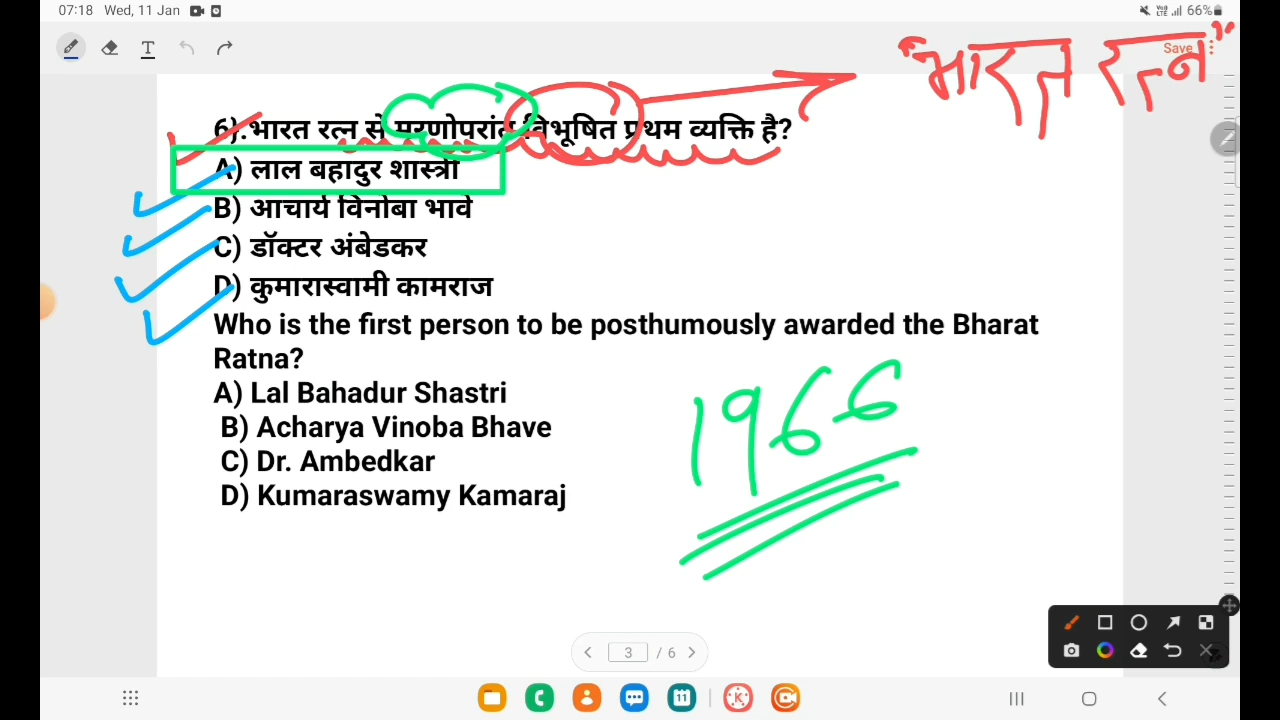 07:18 Wed, 11 Jan
66%
Save
"भारत रत्न"
6).भारत रत्न से मरणोपरांत विभूषित प्रथम व्यक्ति है?
A) लाल बहादुर शास्त्री
B) आचार्य विनोबा भावे
C) डॉक्टर अंबेडकर
D) कुमारास्वामी कामराज
Who is the first person to be posthumously awarded the Bharat
Ratna?
A) Lal Bahadur Shastri
B) Acharya Vinoba Bhave
C) Dr. Ambedkar
D) Kumaraswamy Kamaraj
1966
3 / 6
11
K